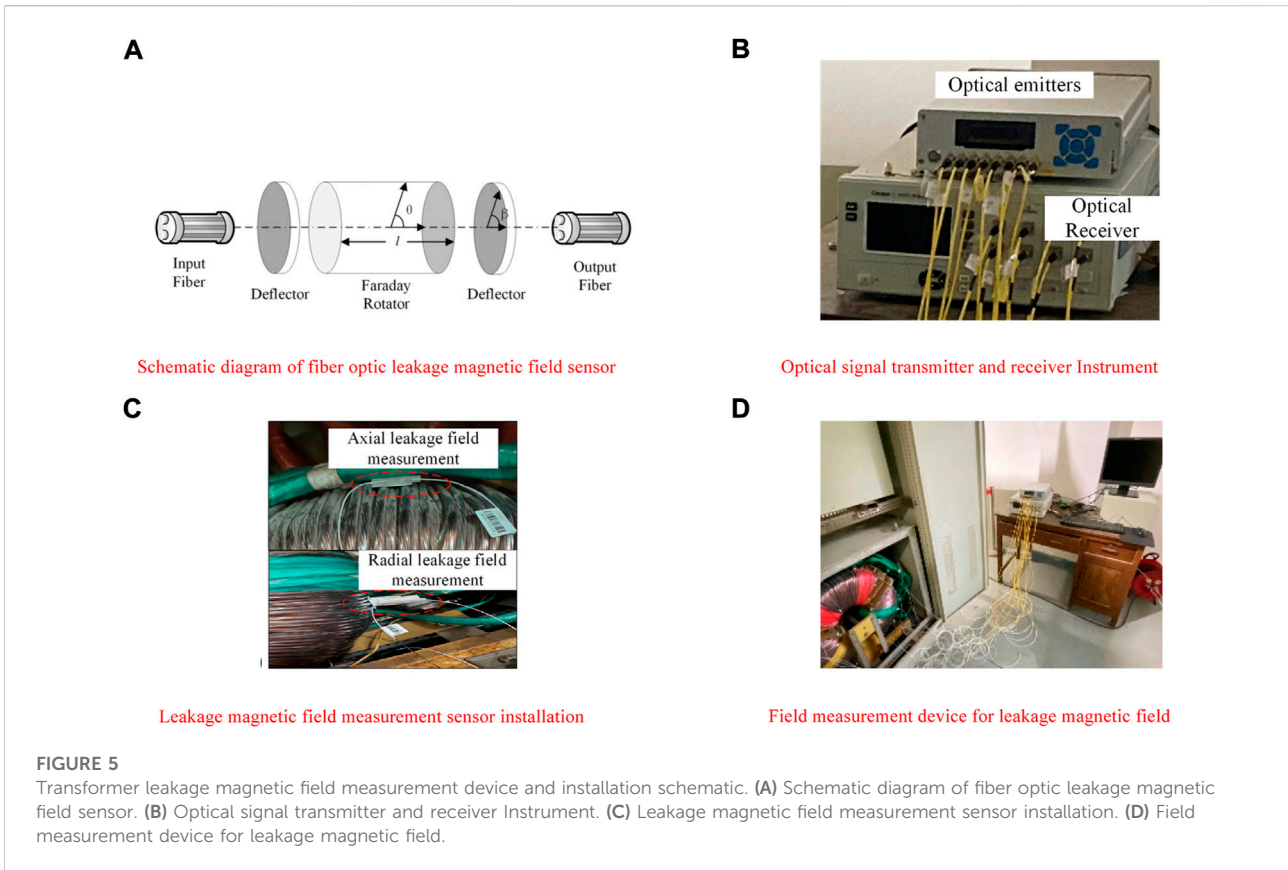 A
Input
Fiber
Deflector
θ
l
Faraday
Rotator
β
Deflector
Output
Fiber
Schematic diagram of fiber optic leakage magnetic field sensor
B
Optical emitters
Optical
Receiver
Optical signal transmitter and receiver Instrument
C
Axial leakage field
measurement
Radial leakage field
measurement
Leakage magnetic field measurement sensor installation
D
Field measurement device for leakage magnetic field
FIGURE 5
Transformer leakage magnetic field measurement device and installation schematic. (A) Schematic diagram of fiber optic leakage magnetic
field sensor. (B) Optical signal transmitter and receiver Instrument. (C) Leakage magnetic field measurement sensor installation. (D) Field
measurement device for leakage magnetic field.